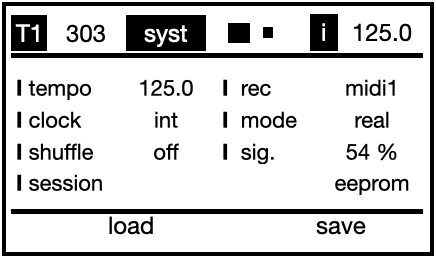 T1 303 syst i 125.0
tempo 125.0 rec midi1
clock int mode real
shuffle off sig. 54 %
session eeprom
load save